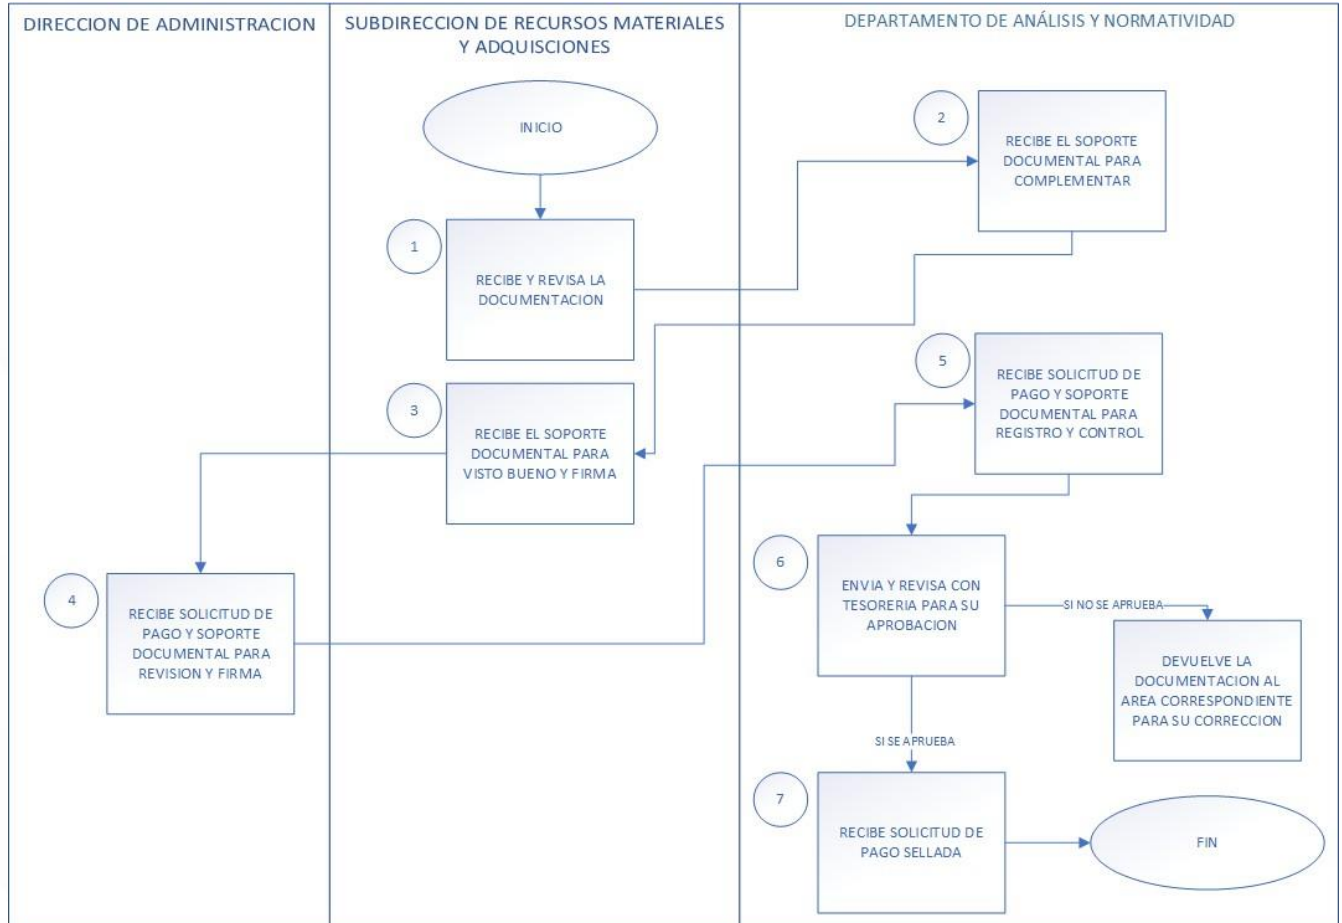 DIRECCION DE ADMINISTRACION
SUBDIRECCION DE RECURSOS MATERIALES
Y ADQUISCIONES
DEPARTAMENTO DE ANÁLISIS Y NORMATIVIDAD
INICIO
1
RECIBE Y REVISA LA
DOCUMENTACION
2
RECIBE EL SOPORTE
DOCUMENTAL PARA
COMPLEMENTAR
3
RECIBE EL SOPORTE
DOCUMENTAL PARA
VISTO BUENO Y FIRMA
4
RECIBE SOLICITUD DE
PAGO Y SOPORTE
DOCUMENTAL PARA
REVISION Y FIRMA
5
RECIBE SOLICITUD DE
PAGO Y SOPORTE
DOCUMENTAL PARA
REGISTRO Y CONTROL
6
ENVIA Y REVISA CON
TESORERIA PARA SU
APROBACION
SI NO SE APRUEBA
DEVUELVE LA
DOCUMENTACION AL
AREA CORRESPONDIENTE
PARA SU CORRECCION
SI SE APRUEBA
7
RECIBE SOLICITUD DE
PAGO SELLADA
FIN